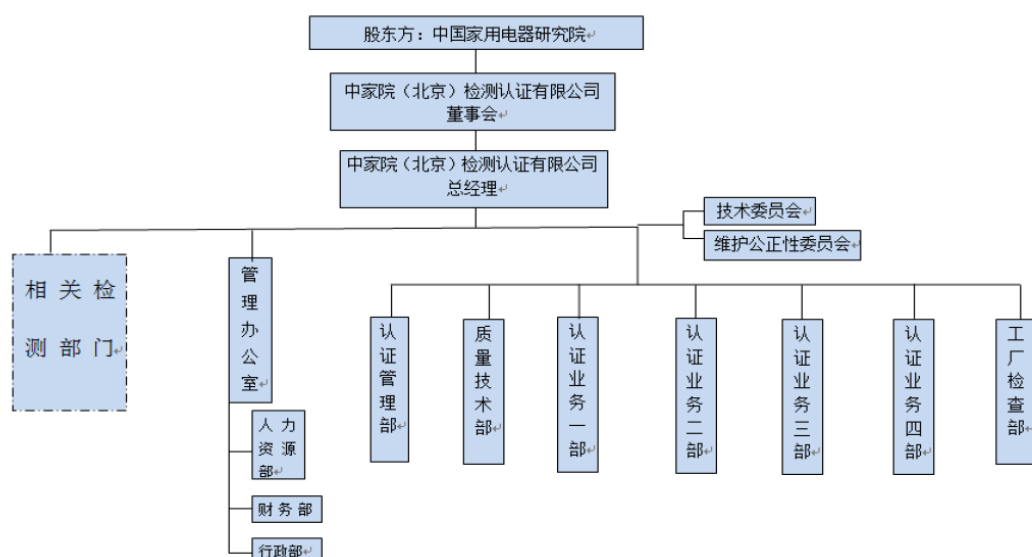 股东方：中国家用电器研究院
中家院（北京）检测认证有限公司
董事会
中家院（北京）检测认证有限公司
总经理
技术委员会
维护公正性委员会
相关检
测部门
管理办公室
人力
资源
部
财务部
行政部
认证管理部
质量技术部
认证业务一部
认证业务二部
认证业务三部
认证业务四部
工厂检查部